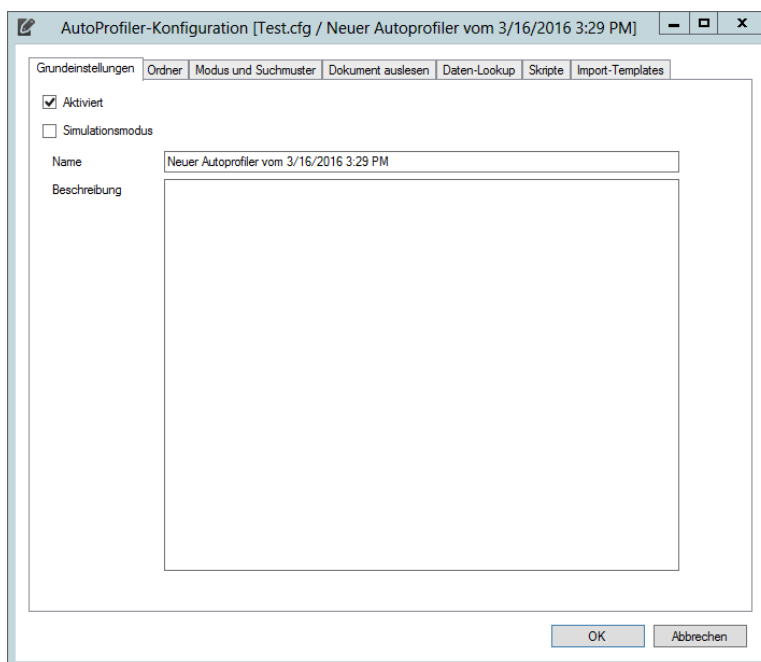 AutoProfiler-Konfiguration [Test.cfg / Neuer Autoprofiler vom 3/16/2016 3:29 PM]
Grundeinstellungen Ordner Modus und Suchmuster Dokument auslesen Daten-Lookup Skripte Import-Templates
Aktiviert
Simulationsmodus
Name Neuer Autoprofiler vom 3/16/2016 3:29 PM
Beschreibung
OK Abbrechen